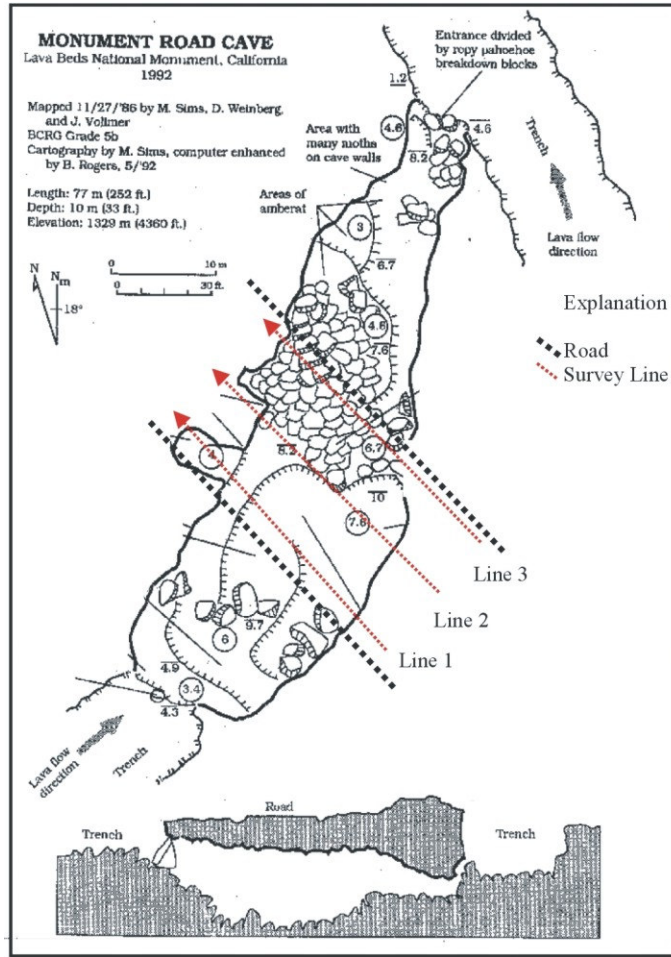 MONUMENT ROAD CAVE
Lava Beds National Monument, California
1992
Mapped 11/27/'86 by M. Sims, D. Weinberg,
and J. Vollmer
BCRG Grade 5b
Cartography by M. Sims, computer enhanced
by B. Rogers, 5/'92
Length: 77 m (252 ft.)
Depth: 10 m (33 ft.)
Elevation: 1329 m (4360 ft.)
N
Nm
18°
0 10 m
0 30 ft.
Entrance divided
by ropy pahoehoe
breakdown blocks
1.2
4.6
4.6
8.2
Area with
many moths
on cave walls
Trench
Areas of
amberat
3
6.7
Lava flow
direction
Explanation
Road
Survey Line
4.6
7.6
6.7
8.2
10
7.6
Line 3
Line 2
Line 1
6
9.7
4.9
3.4
4.3
Lava flow
direction
Trench
Trench
Road
Trench